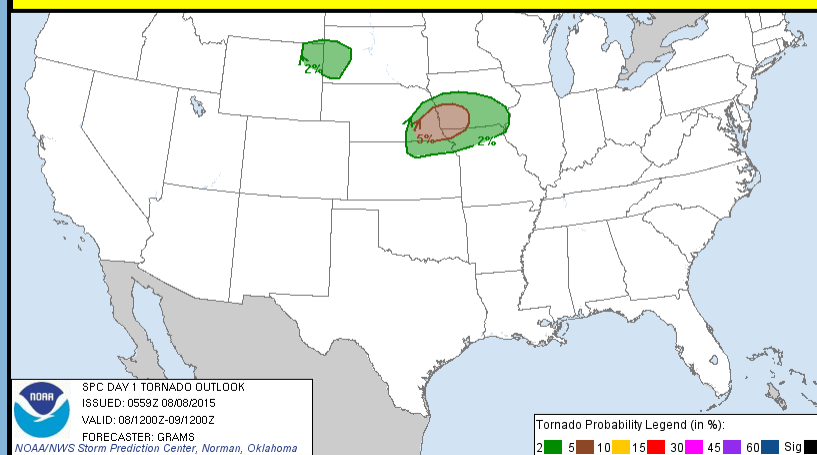 2%
5%
2%
SPC DAY 1 TORNADO OUTLOOK
ISSUED: 0559Z 08/08/2015
VALID: 08/1200Z-09/1200Z
FORECASTER: GRAMS
NOAA/NWS Storm Prediction Center, Norman, Oklahoma
NOAA
Tornado Probability Legend (in %):
2 5 10 15 30 45 60 Sig